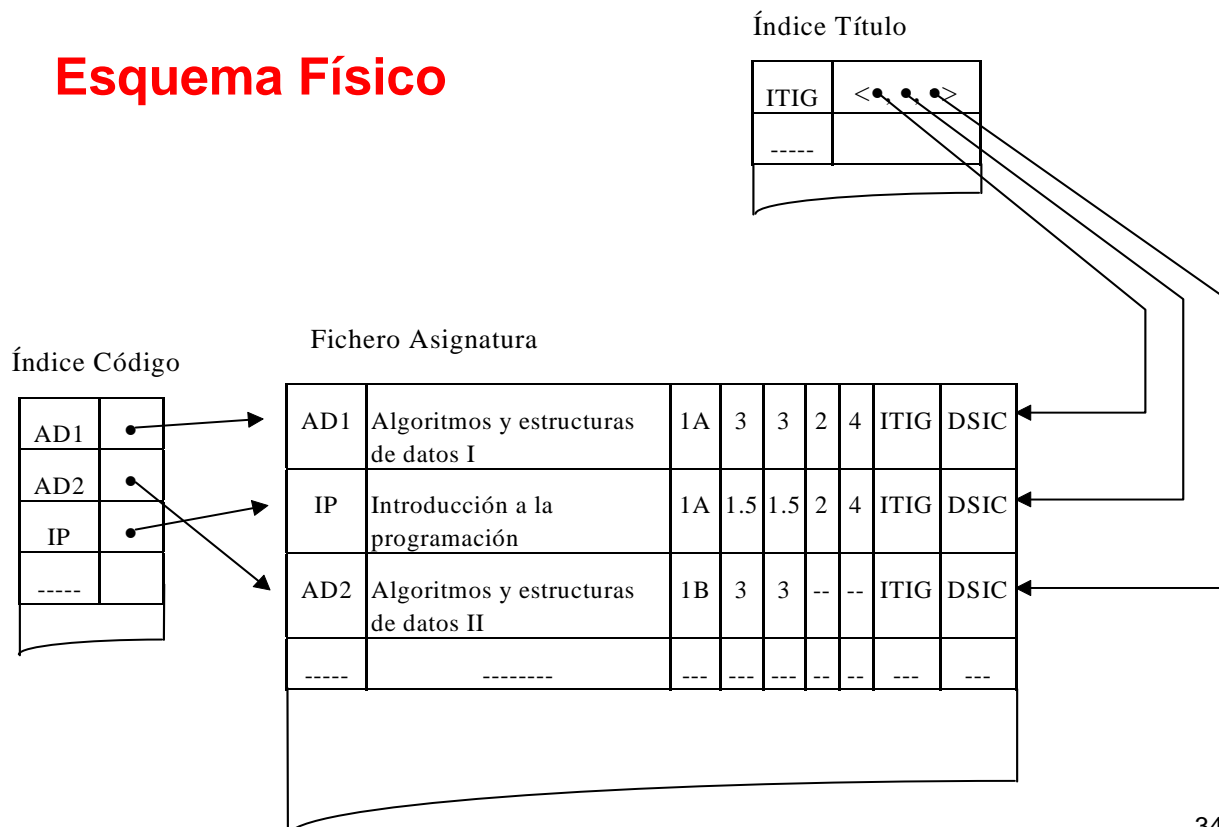 Esquema Físico
Índice Título
ITIG <•, •, •>
-----
Índice Código
AD1 •
AD2 •
IP •
-----
Fichero Asignatura
AD1 Algoritmos y estructuras de datos I 1A 3 3 2 4 ITIG DSIC
IP Introducción a la programación 1A 1.5 1.5 2 4 ITIG DSIC
AD2 Algoritmos y estructuras de datos II 1B 3 3 -- -- ITIG DSIC
----- -------- --- --- --- -- -- --- ---
34